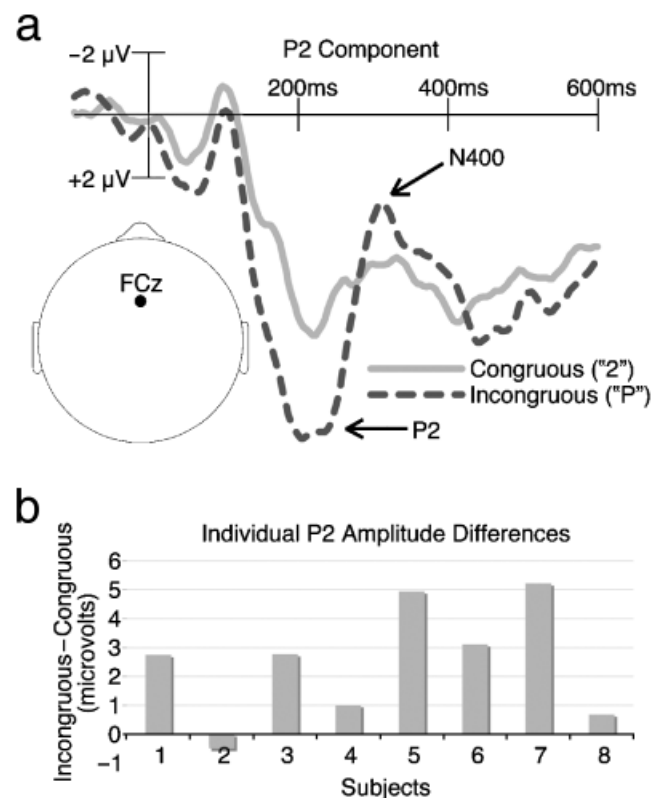 a
P2 Component
−2 µV
200ms 400ms 600ms
+2 µV
N400
FCz
Congruous ("2")
Incongruous ("P")
P2
b
Individual P2 Amplitude Differences
Incongruous−Congruous
(microvolts)
6
5
4
3
2
1
0
−1
1 2 3 4 5 6 7 8
Subjects